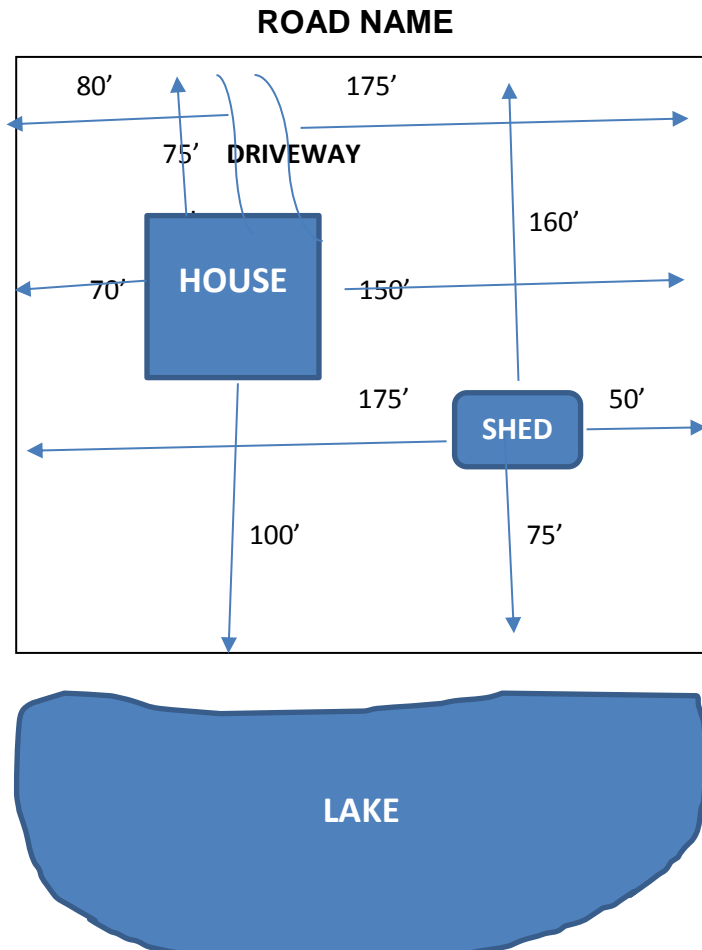 ROAD NAME
80’ 175’
75’ DRIVEWAY
160’
HOUSE
70’ 150’
175’ 50’
SHED
100’ 75’
LAKE